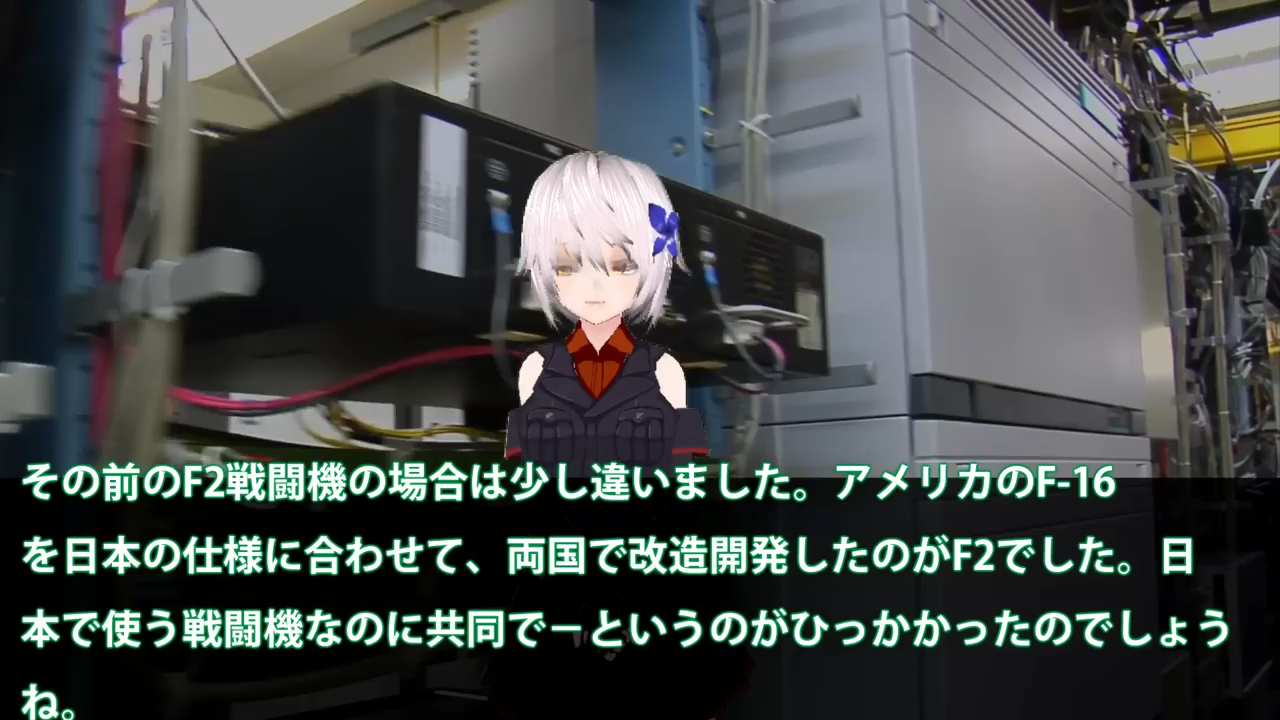 その前のF2戦闘機の場合は少し違いました。アメリカのF-16
を日本の仕様に合わせて、両国で改造開発したのがF2でした。日
本で使う戦闘機なのに共同で－というのがひっかかったのでしょう
ね。